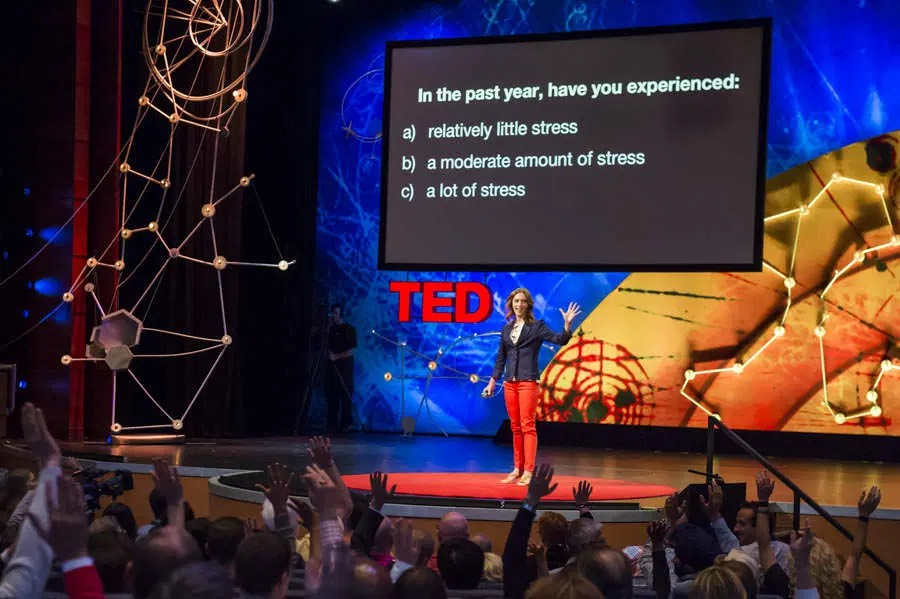 In the past year, have you experienced:
a) relatively little stress
b) a moderate amount of stress
c) a lot of stress
TED